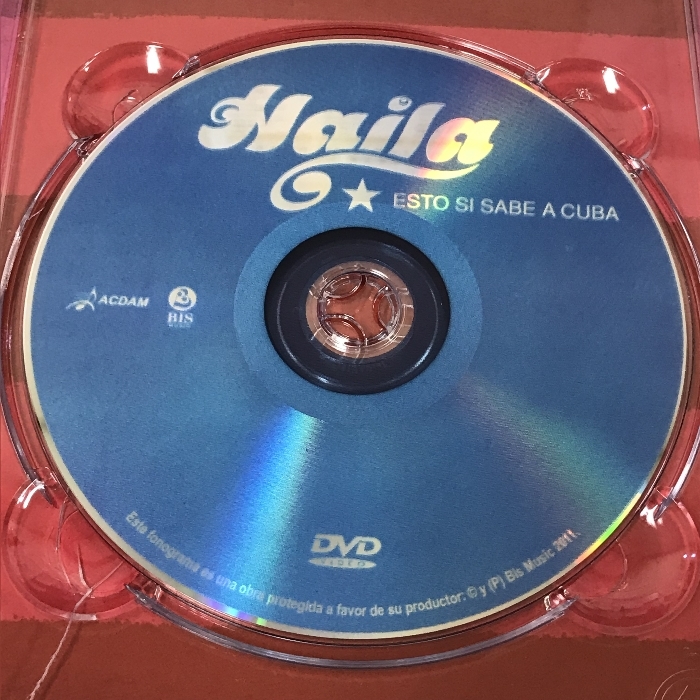 Haila
ESTO SI SABE A CUBA
ACDAM
BIS
MUSIC
DVD
VIDEO
Este fonograma es una obra protegida a favor de su productor: © y (P) Bis Music 2011.